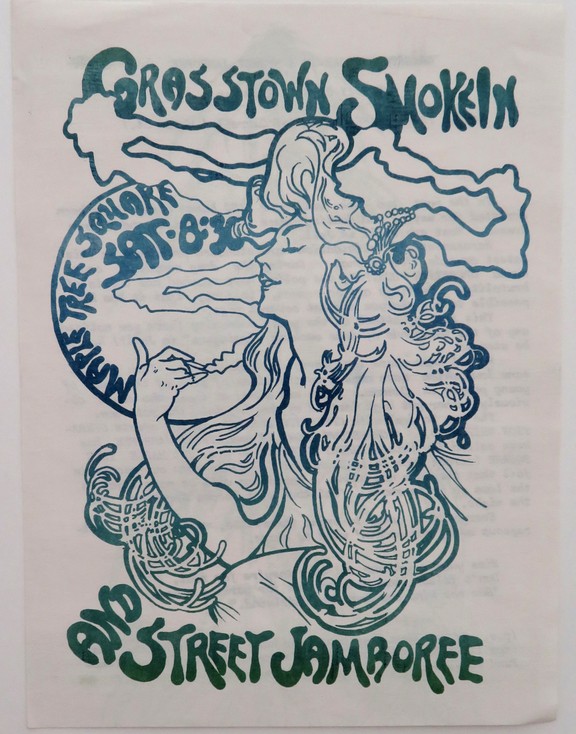 GRASSTOWN SMOKEIN
MAPLE TREE SQUARE
SAT·8:30
AND
STREET JAMBOREE